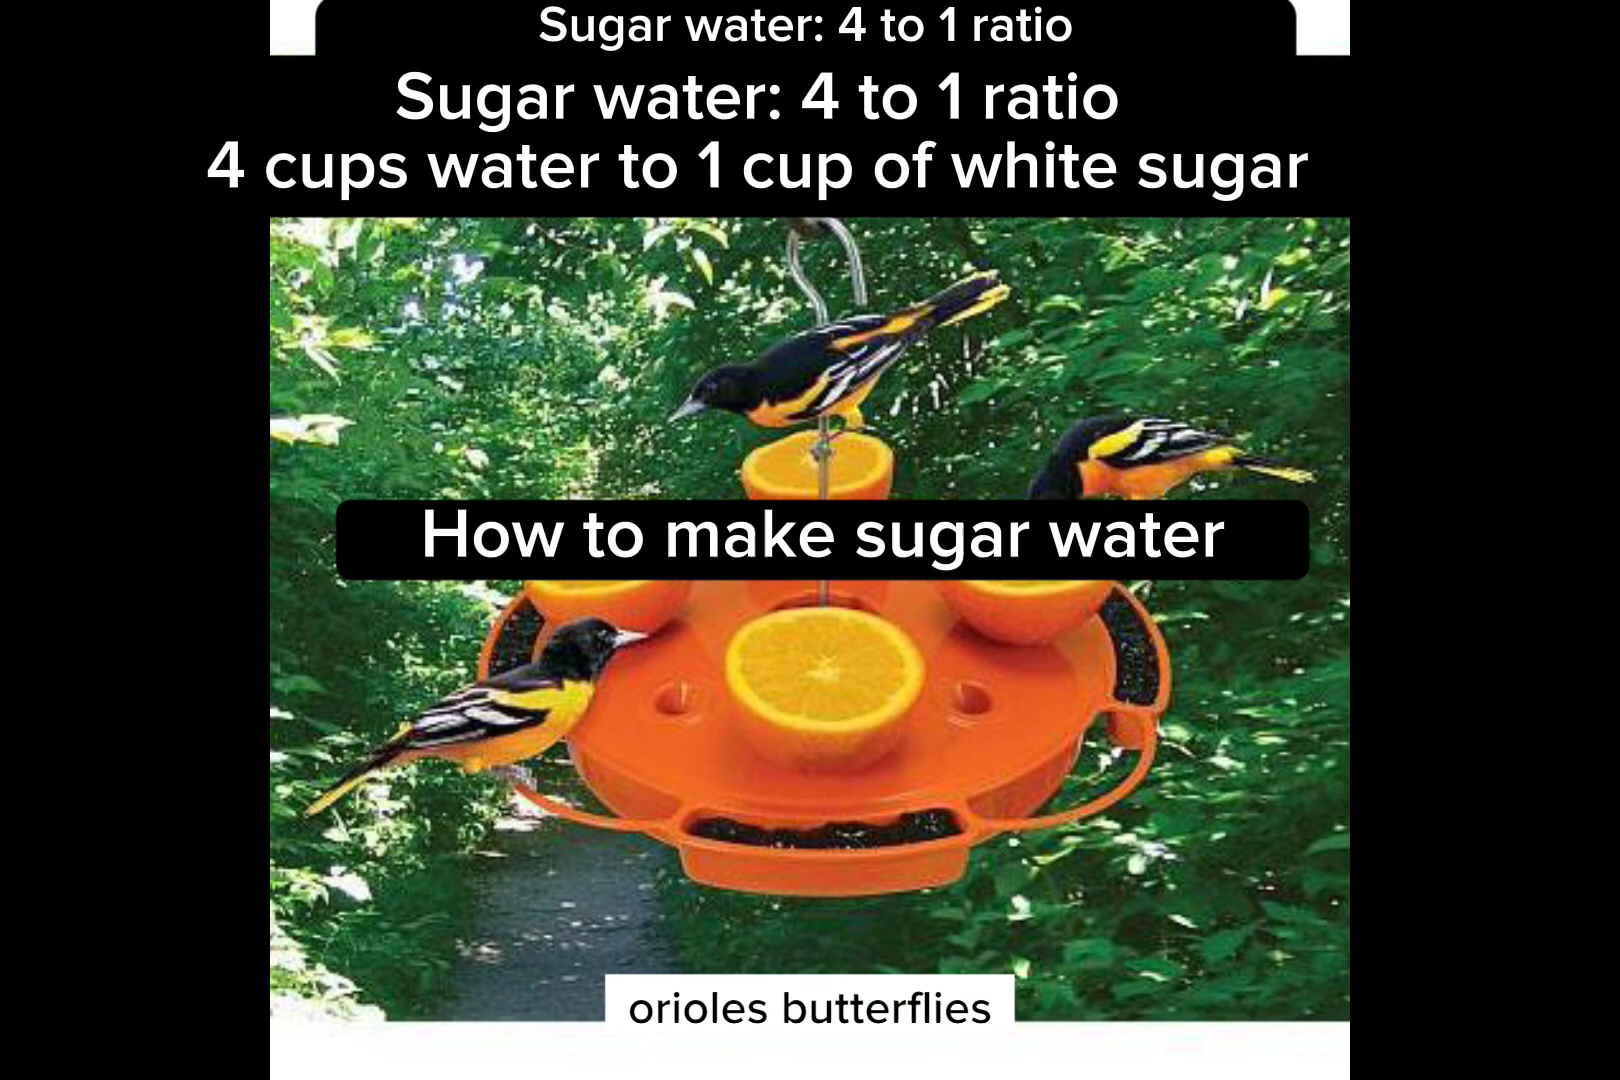 Sugar water: 4 to 1 ratio
Sugar water: 4 to 1 ratio
4 cups water to 1 cup of white sugar
How to make sugar water
orioles butterflies